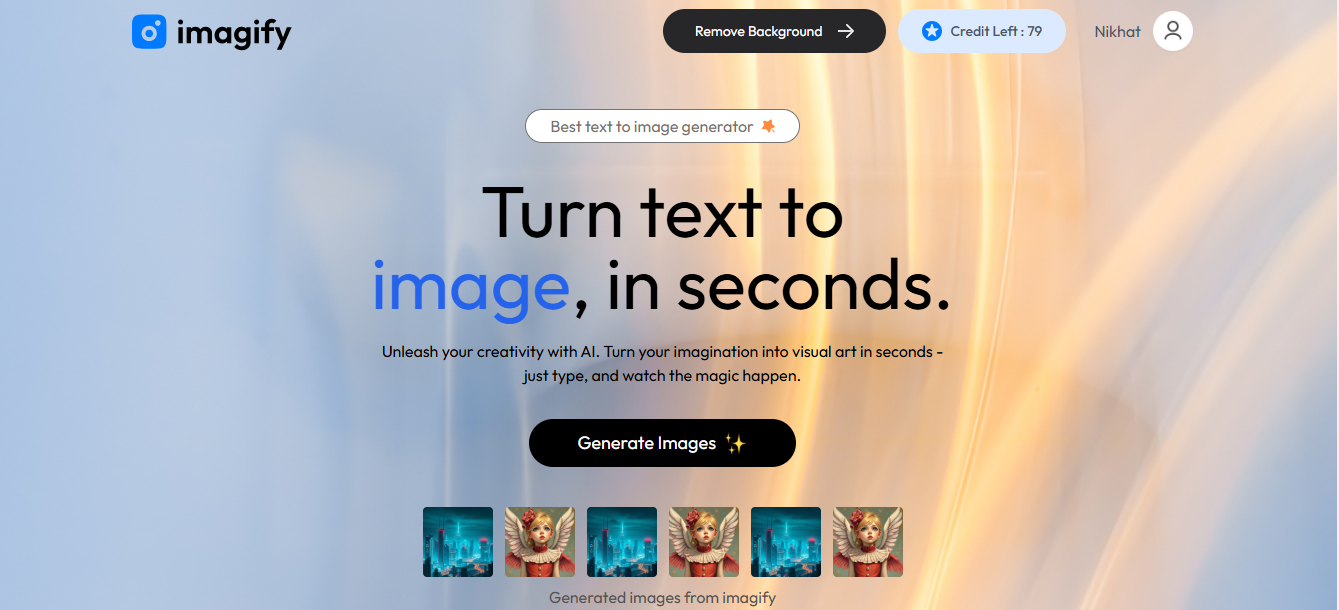 imagify
Remove Background →
Credit Left : 79
Nikhat
Best text to image generator
Turn text to
image, in seconds.
Unleash your creativity with AI. Turn your imagination into visual art in seconds -
just type, and watch the magic happen.
Generate Images ✨
Generated images from imagify